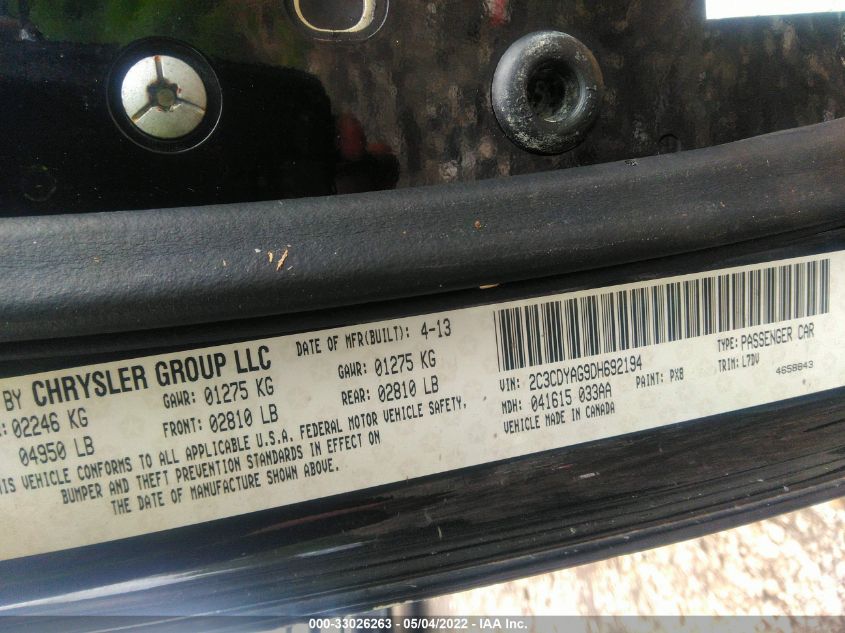 BY CHRYSLER GROUP LLC
DATE OF MFR(BUILT): 4-13
: 02246 KG
GAWR: 01275 KG
GAWR: 01275 KG
04950 LB
FRONT: 02810 LB
REAR: 02810 LB
THIS VEHICLE CONFORMS TO ALL APPLICABLE U.S.A. FEDERAL MOTOR VEHICLE SAFETY,
BUMPER AND THEFT PREVENTION STANDARDS IN EFFECT ON
THE DATE OF MANUFACTURE SHOWN ABOVE.
VIN: 2C3CDYAG9DH692194
TYPE: PASSENGER CAR
MDH: 041615 033AA
PAINT: PX8
TRIM: L7DV
VEHICLE MADE IN CANADA
4658843
000-33026263 - 05/04/2022 - IAA Inc.